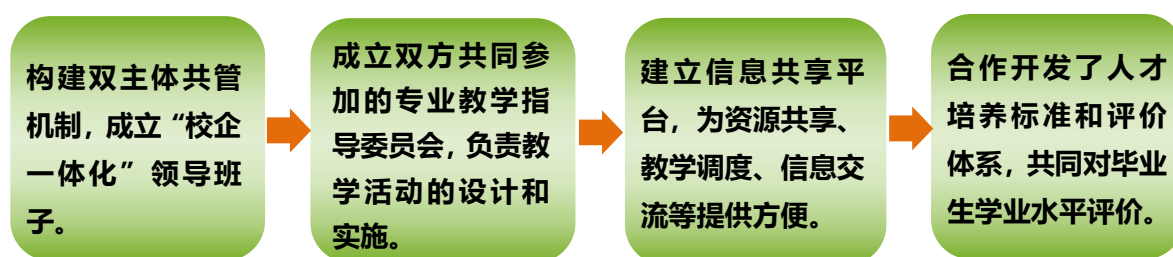 构建双主体共管
机制，成立“校企
一体化”领导班
子。
成立双方共同参
加的专业教学指
导委员会，负责教
学活动的设计和
实施。
建立信息共享平
台，为资源共享、
教学调度、信息交
流等提供方便。
合作开发了人才
培养标准和评价
体系，共同对毕业
生学业水平评价。